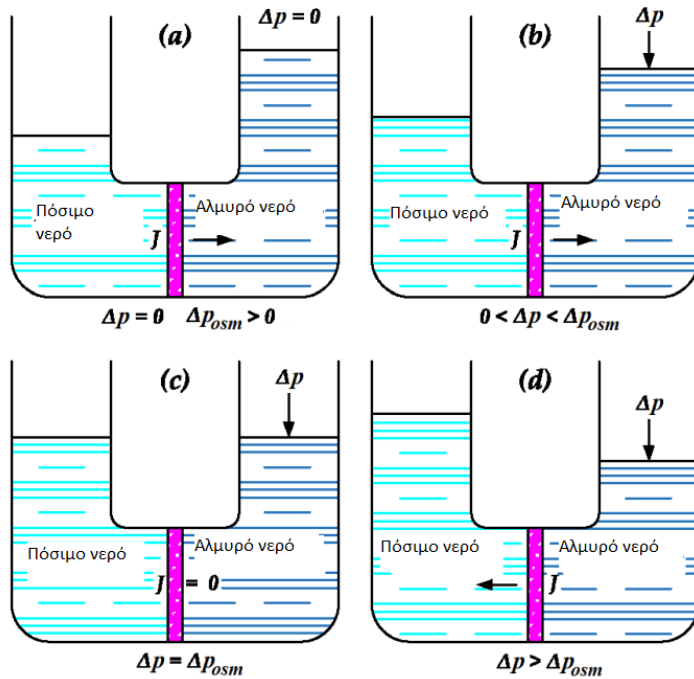 (a)
Δp = 0
Πόσιμο
νερό
Αλμυρό νερό
J
Δp = 0 Δp_osm > 0
(b)
Δp
Πόσιμο νερό
Αλμυρό νερό
J
0 < Δp < Δp_osm
(c)
Δp
Πόσιμο νερό
Αλμυρό νερό
J = 0
Δp = Δp_osm
(d)
Δp
Πόσιμο νερό
Αλμυρό νερό
J
Δp > Δp_osm